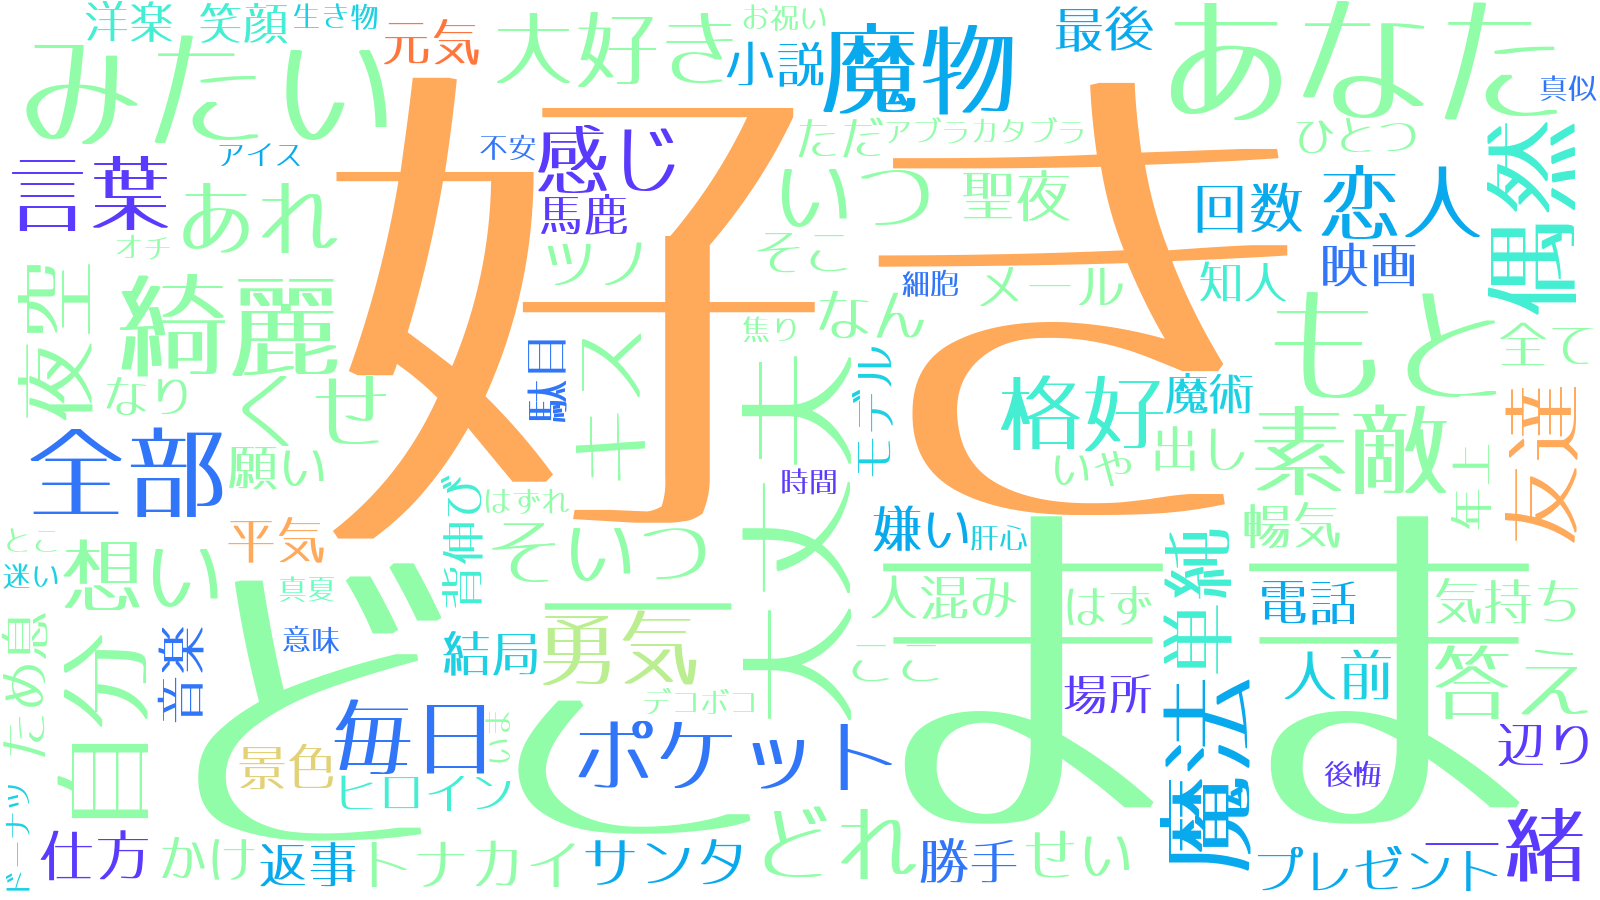 洋楽
笑顔
生き物
元気
大好き
お祝い
小説
魔物
最後
あなた
真似
みたい
好き
感じ
馬鹿
不安
アイス
ただ
アブラカタブラ
ひとつ
偶然
言葉
あれ
オチ
いつ
聖夜
回数
恋人
映画
ツノ
そこ
細胞
メール
知人
夜空
綺麗
なり
くせ
焦り
なん
もと
全て
駄目
キス
大丈夫
モデル
格好
魔術
素敵
友達
全部
願い
時間
いや
出し
年上
背伸び
はずれ
平気
そいつ
嫌い
肝心
暢気
とこ
迷い
想い
真夏
どこ
まま
人混み
はず
単純
電話
気持ち
ため息
自分
音楽
意味
結局
勇気
ここ
場所
人前
答え
デコボコ
景色
毎日
いま
ヒロイン
ポケット
魔法
後悔
辺り
ドーナツ
仕方
かけ
返事
トナカイ
サンタ
どれ
勝手
せい
プレゼント
一緒